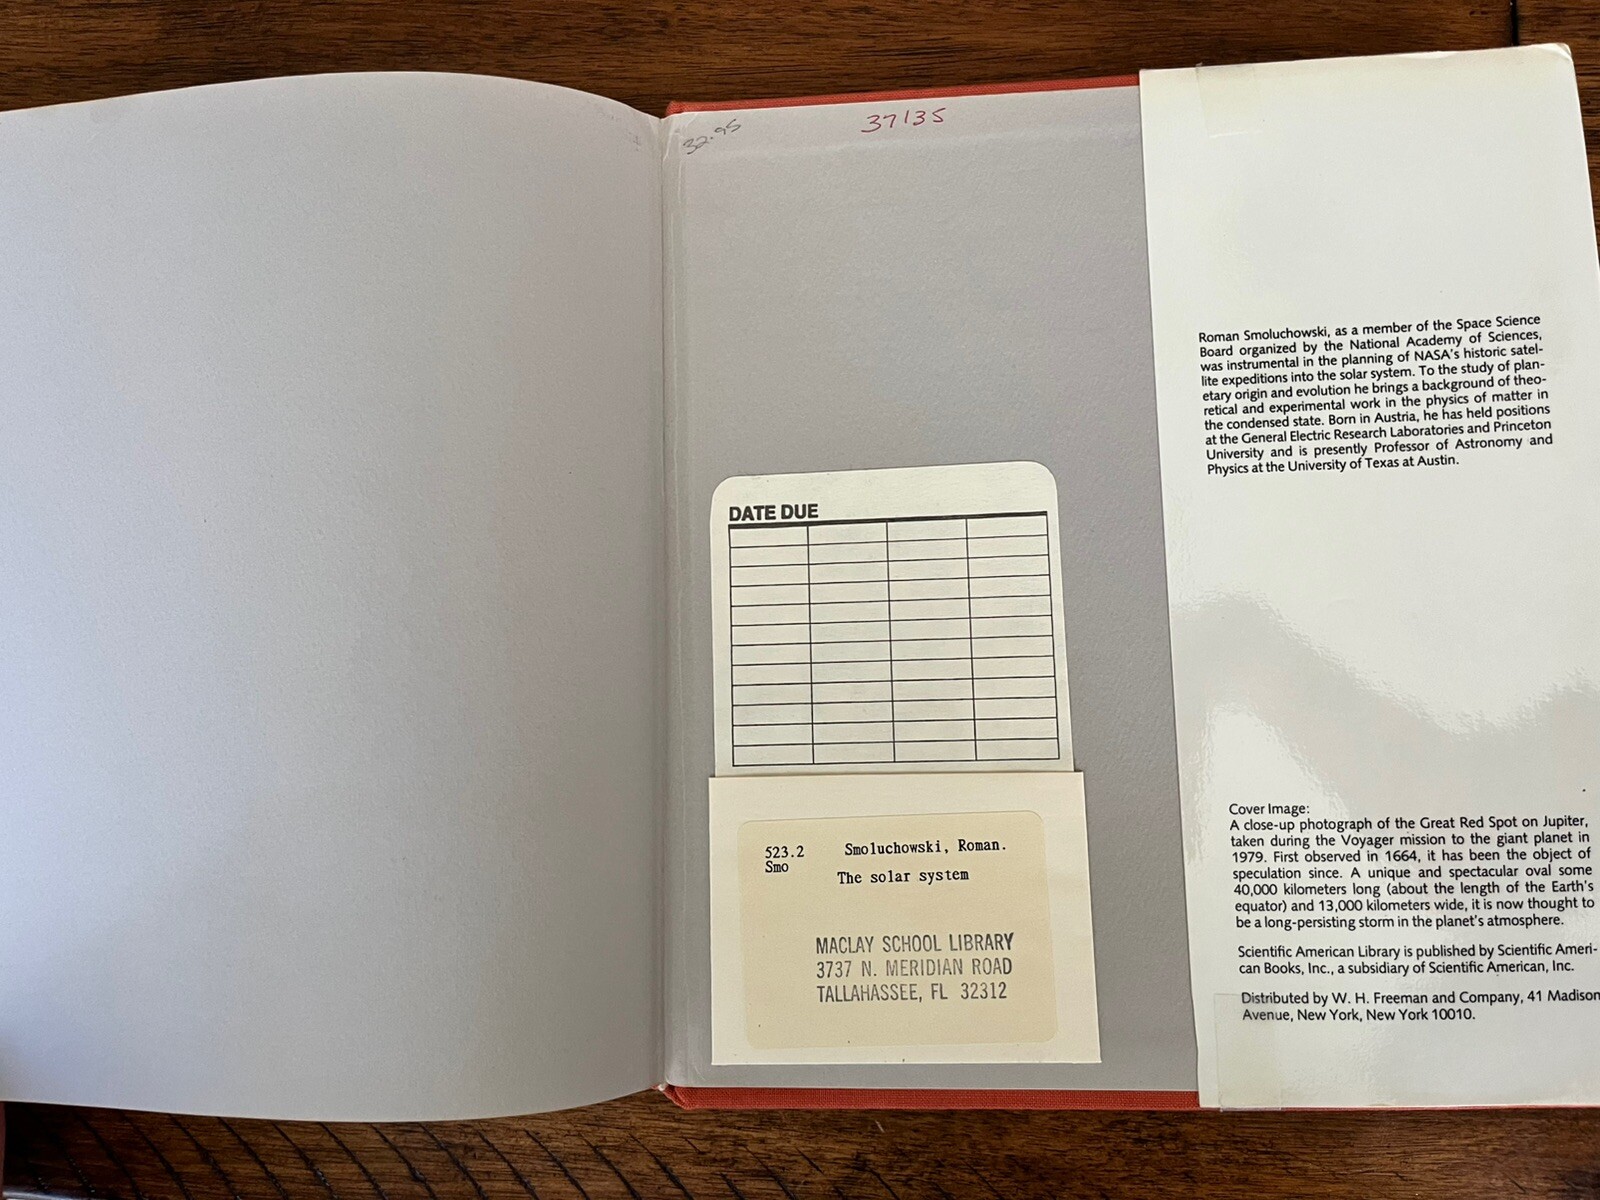 32.95
37135
DATE DUE
523.2 Smoluchowski, Roman.
Smo
The solar system
MACLAY SCHOOL LIBRARY
3737 N. MERIDIAN ROAD
TALLAHASSEE, FL 32312
Roman Smoluchowski, as a member of the Space Science
Board organized by the National Academy of Sciences,
was instrumental in the planning of NASA's historic satel-
lite expeditions into the solar system. To the study of plan-
etary origin and evolution he brings a background of theo-
retical and experimental work in the physics of matter in
the condensed state. Born in Austria, he has held positions
at the General Electric Research Laboratories and Princeton
University and is presently Professor of Astronomy and
Physics at the University of Texas at Austin.
Cover Image:
A close-up photograph of the Great Red Spot on Jupiter,
taken during the Voyager mission to the giant planet in
1979. First observed in 1664, it has been the object of
speculation since. A unique and spectacular oval some
40,000 kilometers long (about the length of the Earth's
equator) and 13,000 kilometers wide, it is now thought to
be a long-persisting storm in the planet's atmosphere.
Scientific American Library is published by Scientific Ameri-
can Books, Inc., a subsidiary of Scientific American, Inc.
Distributed by W. H. Freeman and Company, 41 Madison
Avenue, New York, New York 10010.